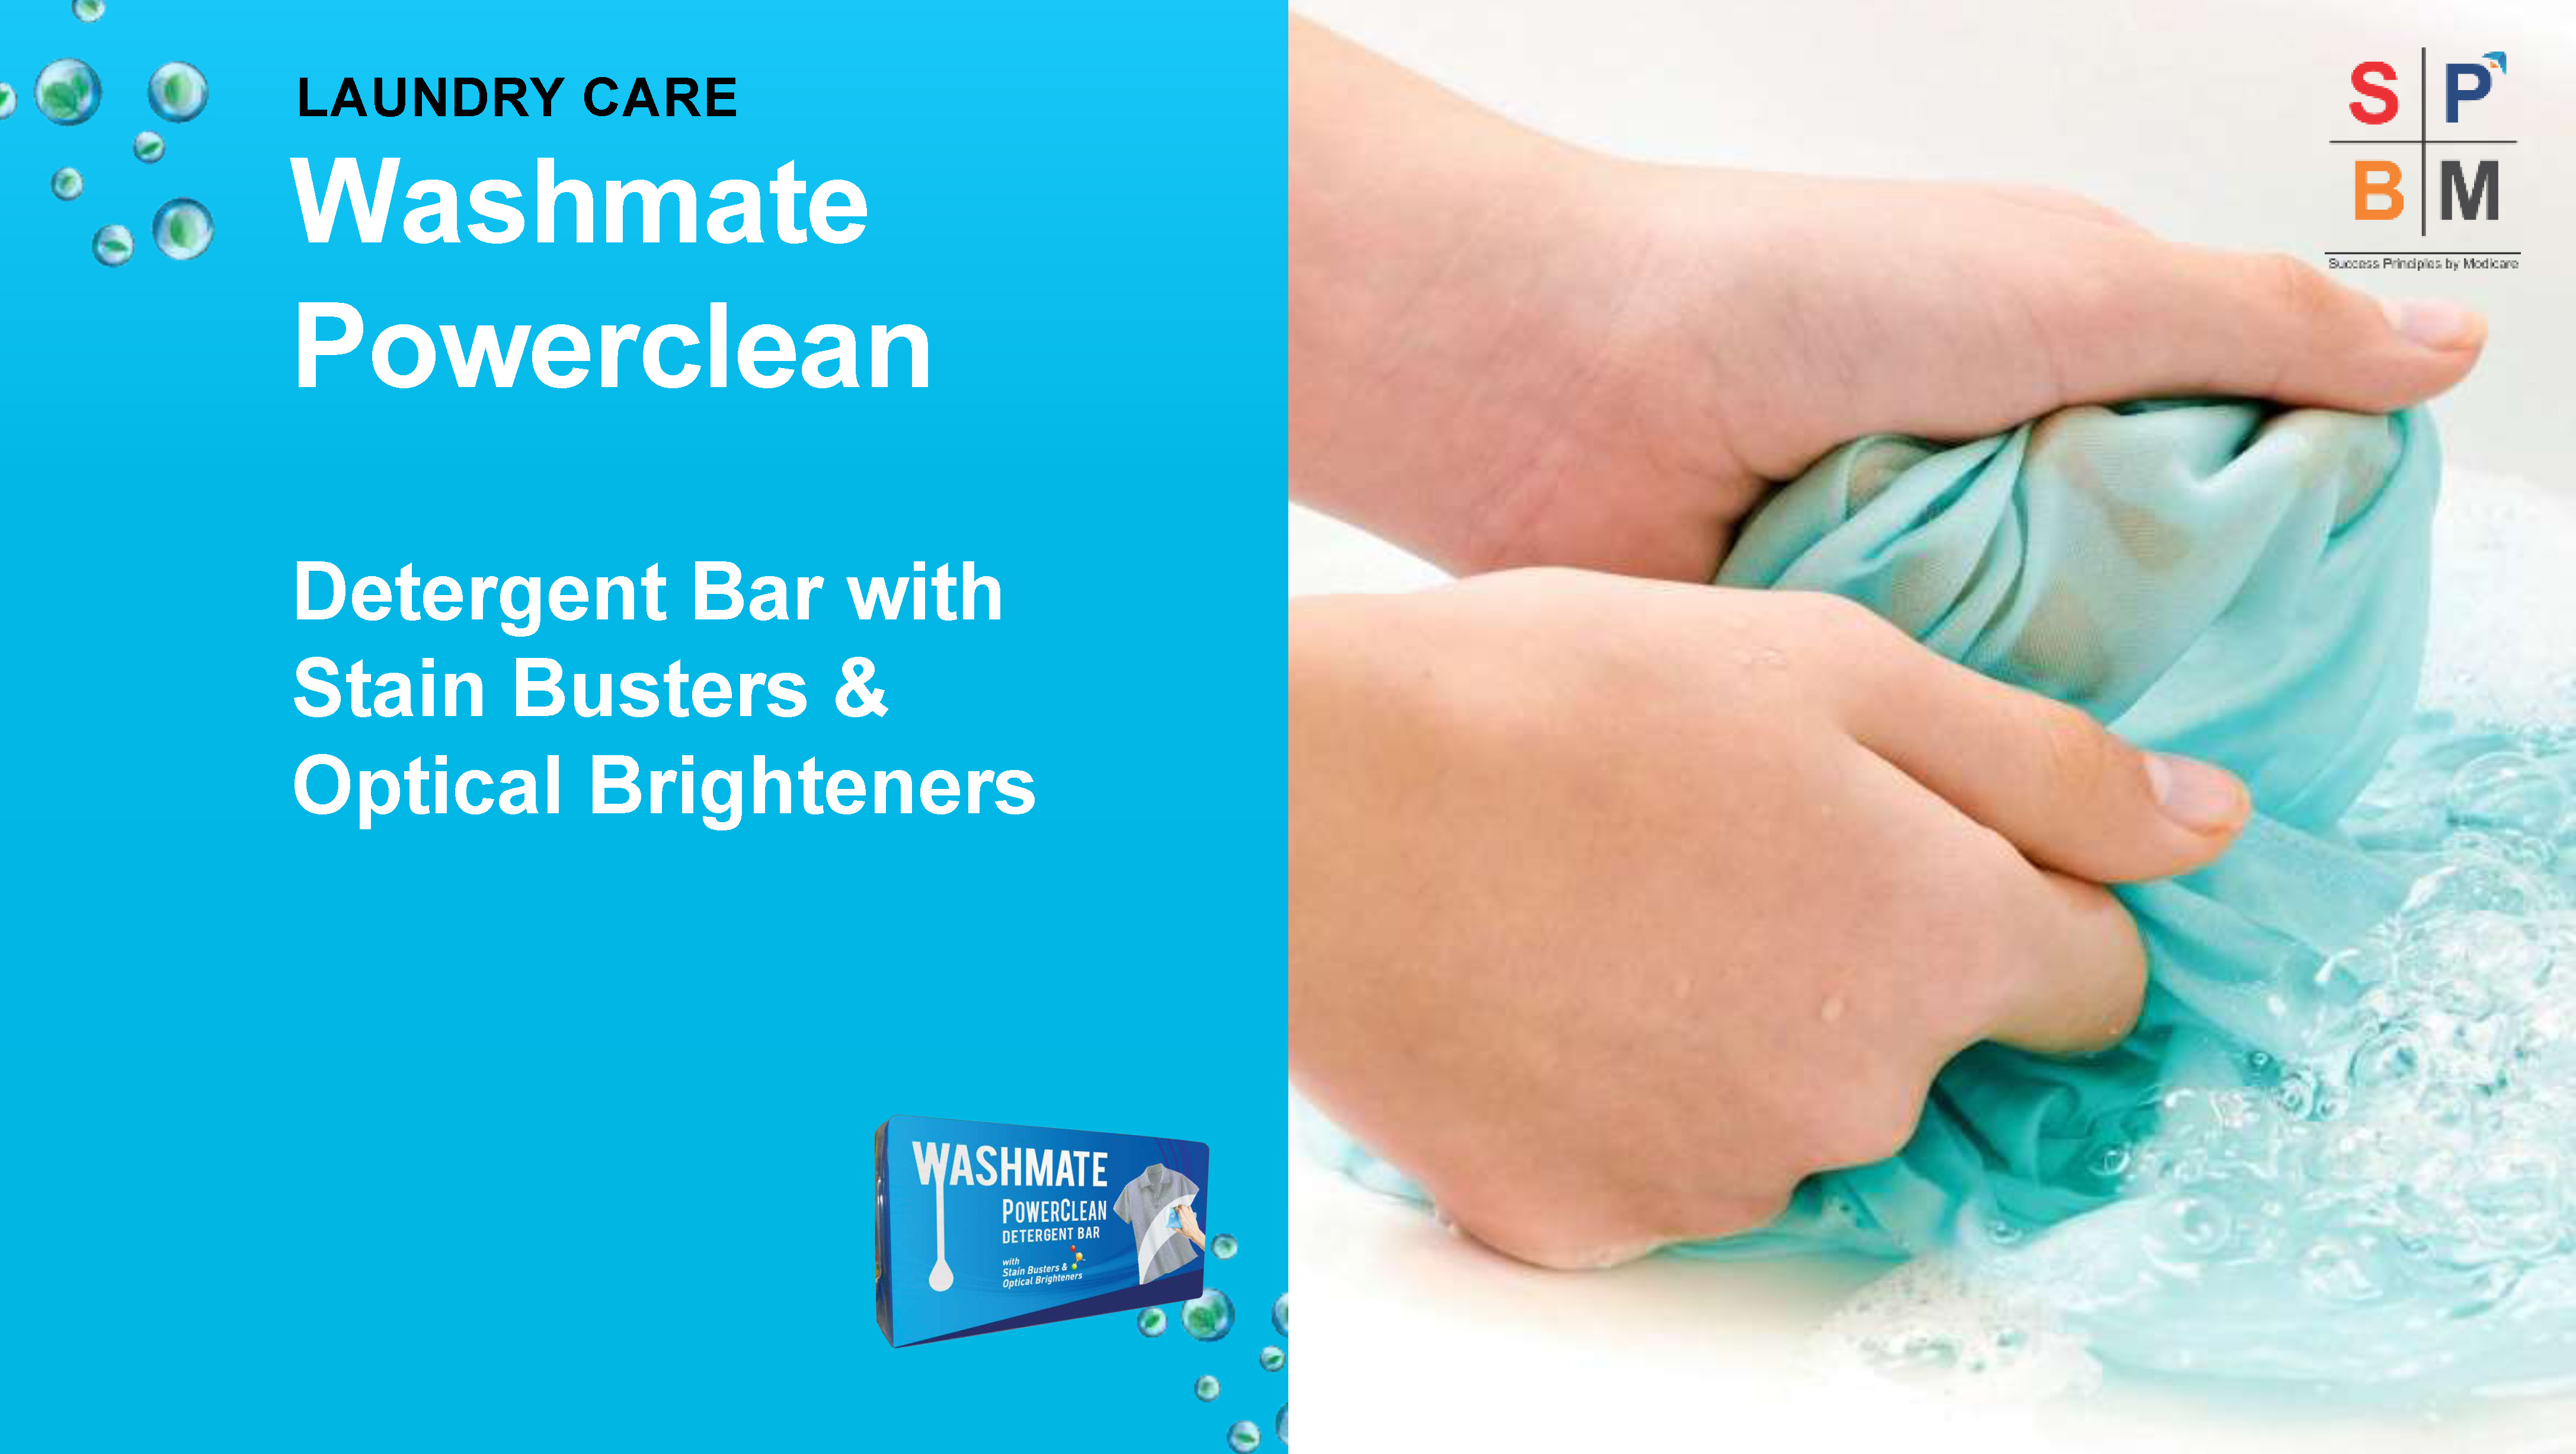 LAUNDRY CARE
Washmate
Powerclean
Detergent Bar with
Stain Busters &
Optical Brighteners
WASHMATE
POWERCLEAN
DETERGENT BAR
with
Stain Busters &
Optical Brighteners
S P
B M
Success Principles by Modicare